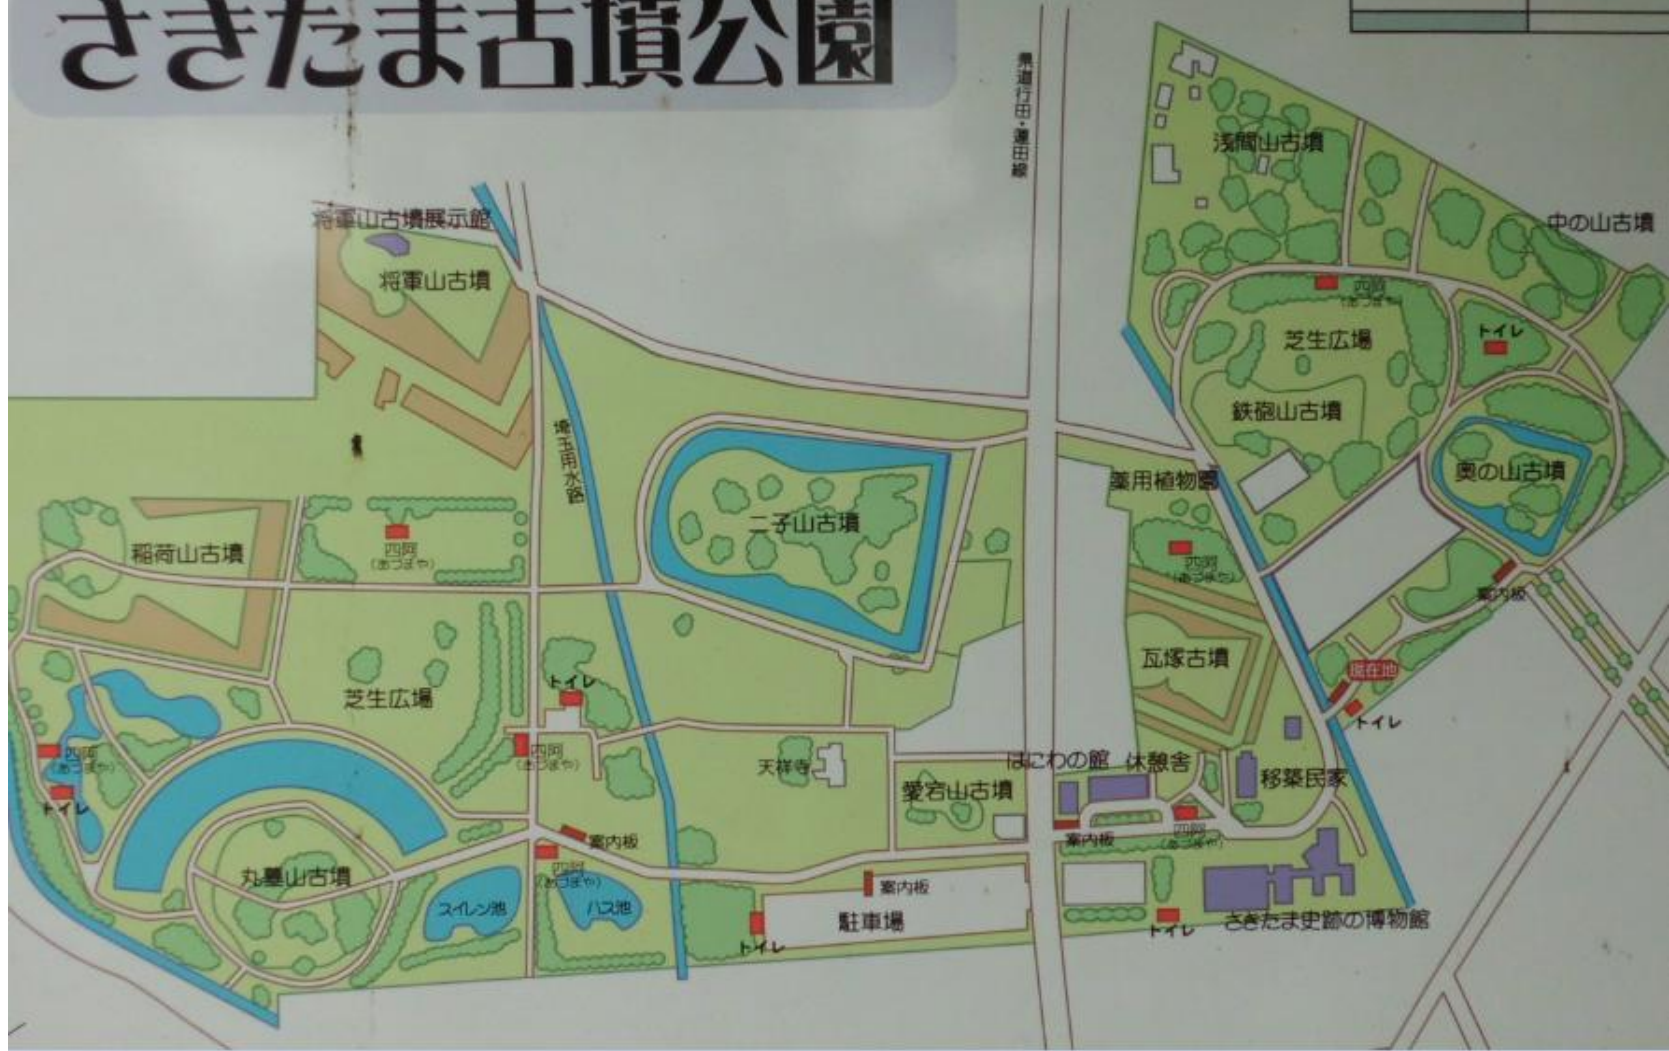 さきたま古墳公園
県道行田・蓮田線
浅間山古墳
将軍山古墳展示館
中の山古墳
将軍山古墳
四阿
(あづまや)
芝生広場
トイレ
鉄砲山古墳
埼玉用水路
奥の山古墳
薬用植物園
二子山古墳
稲荷山古墳
四阿
(あづまや)
四阿
(あづまや)
案内板
瓦塚古墳
現在地
トイレ
芝生広場
トイレ
四阿
(あづまや)
四阿
(あづまや)
天祥寺
はにわの館
休憩舎
移築民家
愛宕山古墳
トイレ
四阿
(あづまや)
案内板
案内板
丸墓山古墳
四阿
(あづまや)
スイレン池
ハス池
案内板
駐車場
トイレ
トイレ
さきたま史跡の博物館